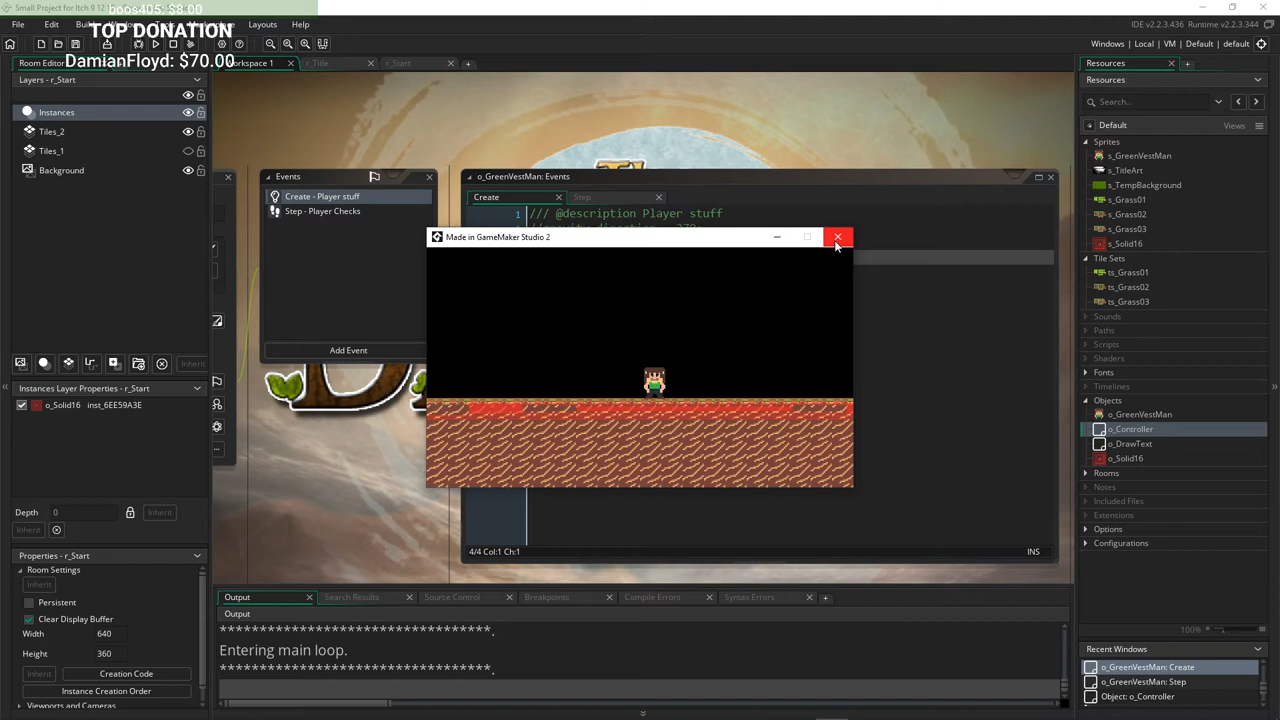 Small Project for Itch 9 12
boos405: $8.00
TOP DONATION
DamianFloyd: $70.00
File
Edit
Layouts
Help
IDE v2.2.3.436 Runtime v2.2.3.344
Windows | Local | VM | Default | default
Room Editor
Workspace 1
r_Title
r_Start
Resources
Layers - r_Start
Instances
Tiles_2
Tiles_1
Background
Inherit
Instances Layer Properties - r_Start
o_Solid16
inst_6EE59A3E
Depth
0
Inherit
Inherit
Properties - r_Start
Room Settings
Inherit
Persistent
Clear Display Buffer
Width
640
Height
360
Inherit
Creation Code
Instance Creation Order
Viewports and Cameras
Events
Create - Player stuff
Step - Player Checks
Add Event
o_GreenVestMan: Events
Create
Step
1
/// @description Player stuff
Made in GameMaker Studio 2
4/4 Col:1 Ch:1
INS
Output
Search Results
Source Control
Breakpoints
Compile Errors
Syntax Errors
Output
***********************************.
Entering main loop.
***********************************.
Resources
Search...
Default
Views
Sprites
s_GreenVestMan
s_TitleArt
s_TempBackground
s_Grass01
s_Grass02
s_Grass03
s_Solid16
Tile Sets
ts_Grass01
ts_Grass02
ts_Grass03
Sounds
Paths
Scripts
Shaders
Fonts
Timelines
Objects
o_GreenVestMan
o_Controller
o_DrawText
o_Solid16
Rooms
Notes
Included Files
Extensions
Options
Configurations
100%
Recent Windows
o_GreenVestMan: Create
o_GreenVestMan: Step
Object: o_Controller